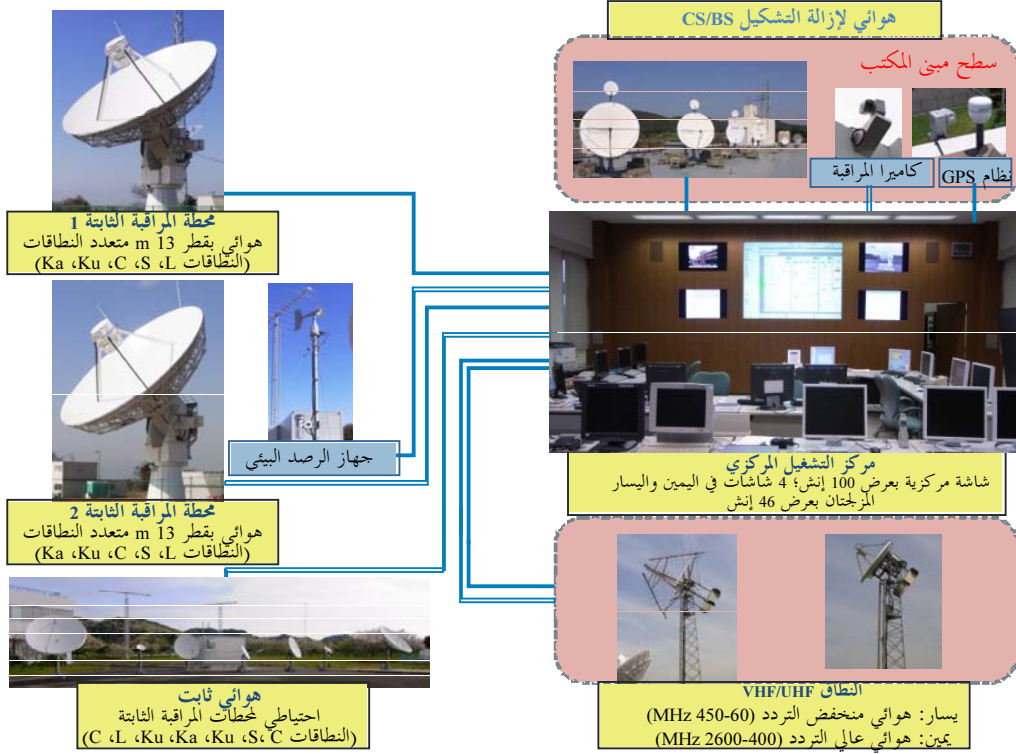 هوائي لإزالة التشكيل CS/BS
سطح مبنى المكتب
كاميرا المراقبة
نظام GPS
محطة المراقبة الثابتة 1
هوائي بقطر 13 m متعدد النطاقات
(النطاقات Ka ،Ku ،C ،S ،L)
جهاز الرصد البيئي
محطة المراقبة الثابتة 2
هوائي بقطر 13 m متعدد النطاقات
(النطاقات Ka ،Ku ،C ،S ،L)
مركز التشغيل المركزي
شاشة مركزية بعرض 100 إنش؛ 4 شاشات في اليمين واليسار
المزلجتان بعرض 46 إنش
هوائي ثابت
احتياطي لمحطات المراقبة الثابتة
(النطاقات C ،L ،Ku ،Ka ،Ku ،S، C)
النطاق VHF/UHF
يسار: هوائي منخفض التردد (MHz 450-60)
يمين: هوائي عالي التردد (MHz 2600-400)